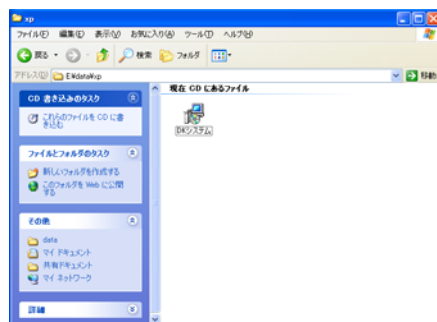 xp
ファイル(F) 編集(E) 表示(V) お気に入り(A) ツール(T) ヘルプ(H)
戻る 検索 フォルダ
アドレス(D) E:¥data¥xp 移動
CD 書き込みのタスク
これらのファイルを CD に書
き込む
ファイルとフォルダのタスク
新しいフォルダを作成する
このフォルダを Web に公開
する
その他
data
マイ ドキュメント
共有ドキュメント
マイ ネットワーク
詳細
現在 CD にあるファイル
DKシステム